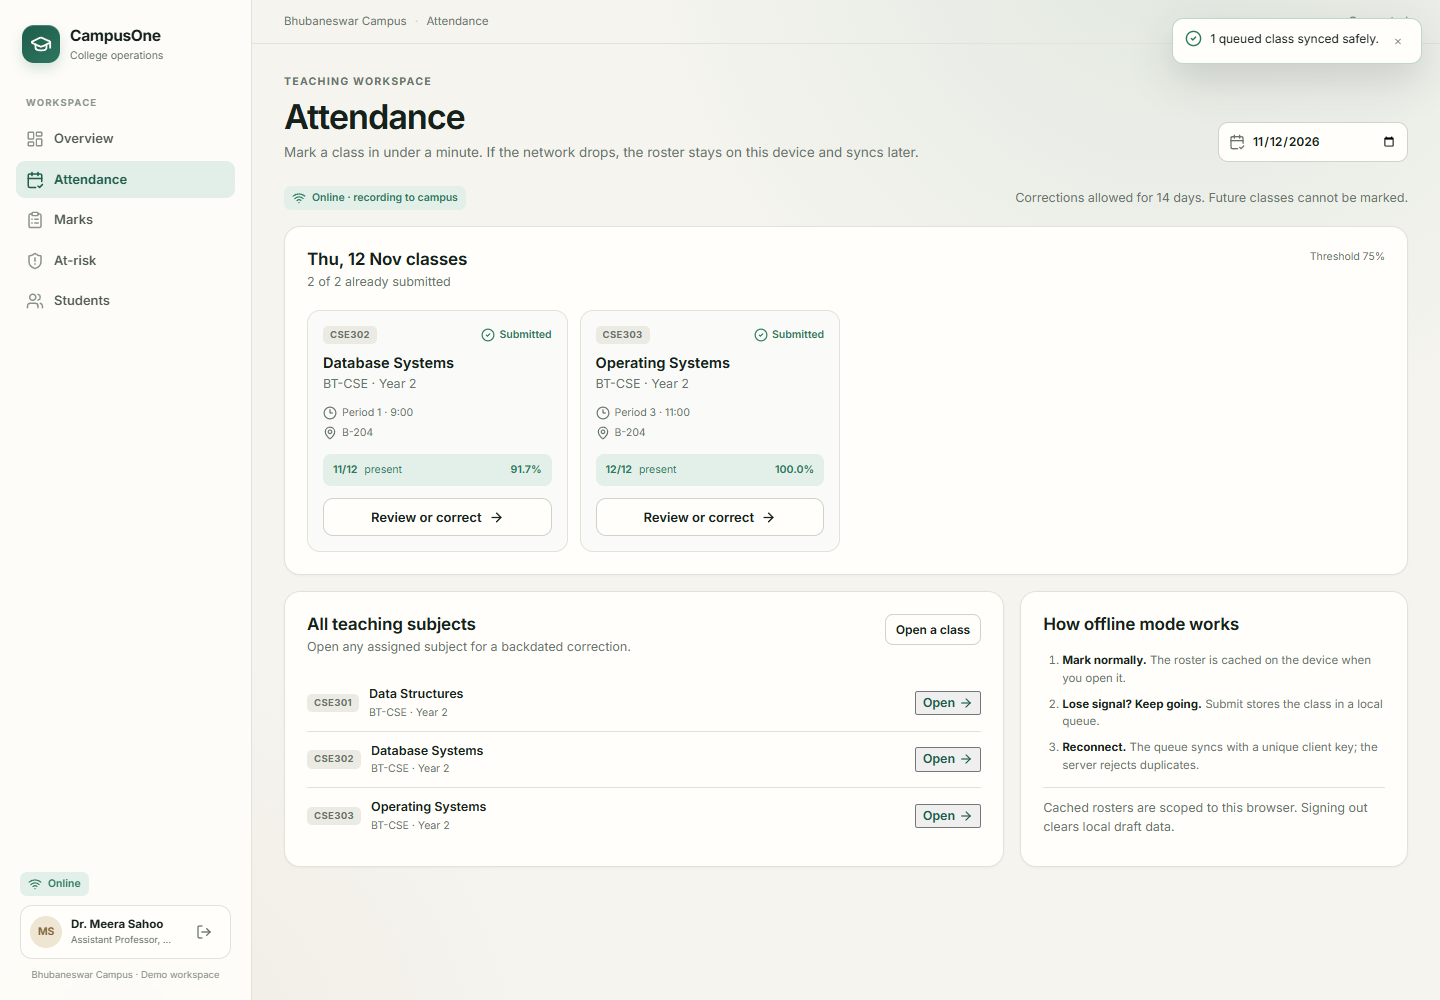 CampusOne
College operations
WORKSPACE
Overview
Attendance
Marks
At-risk
Students
Online
MS
Dr. Meera Sahoo
Assistant Professor, ...
Bhubaneswar Campus · Demo workspace
Bhubaneswar Campus · Attendance
1 queued class synced safely. ×
TEACHING WORKSPACE
Attendance
Mark a class in under a minute. If the network drops, the roster stays on this device and syncs later.
11/12/2026
Online · recording to campus
Corrections allowed for 14 days. Future classes cannot be marked.
Thu, 12 Nov classes
2 of 2 already submitted
Threshold 75%
CSE302
Submitted
Database Systems
BT-CSE · Year 2
Period 1 · 9:00
B-204
11/12 present 91.7%
Review or correct →
CSE303
Submitted
Operating Systems
BT-CSE · Year 2
Period 3 · 11:00
B-204
12/12 present 100.0%
Review or correct →
All teaching subjects
Open any assigned subject for a backdated correction.
Open a class
CSE301
Data Structures
BT-CSE · Year 2
Open →
CSE302
Database Systems
BT-CSE · Year 2
Open →
CSE303
Operating Systems
BT-CSE · Year 2
Open →
How offline mode works
1. Mark normally. The roster is cached on the device when
you open it.
2. Lose signal? Keep going. Submit stores the class in a local
queue.
3. Reconnect. The queue syncs with a unique client key; the
server rejects duplicates.
Cached rosters are scoped to this browser. Signing out
clears local draft data.